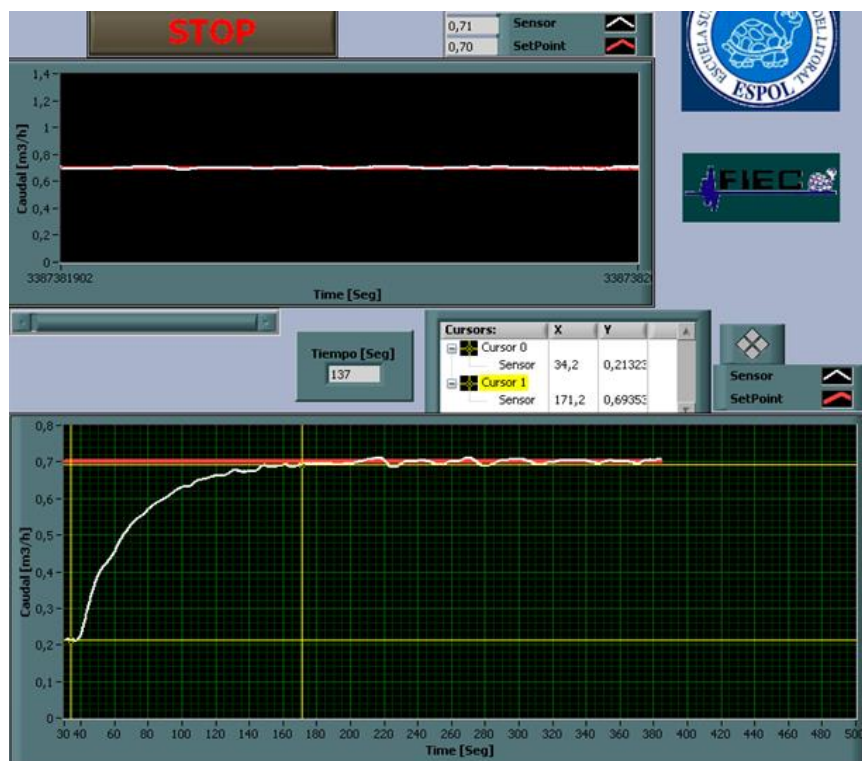 STOP
0,71 Sensor
0,70 SetPoint
ESCUELA DEL LITORAL
ESPOL
FIEC
Caudal [m3/h]
1,4
1,2
1
0,8
0,6
0,4
0,2
0
3387381902
Time [Seg]
Tiempo [Seg]
137
Cursors: X Y
Cursor 0
Sensor 34,2 0,21323
Cursor 1
Sensor 171,2 0,69353
Sensor
SetPoint
Caudal [m3/h]
0,8
0,7
0,6
0,5
0,4
0,3
0,2
0,1
0
30 40 60 80 100 120 140 160 180 200 220 240 260 280 300 320 340 360 380 400 420 440 460 480 500
Time [Seg]